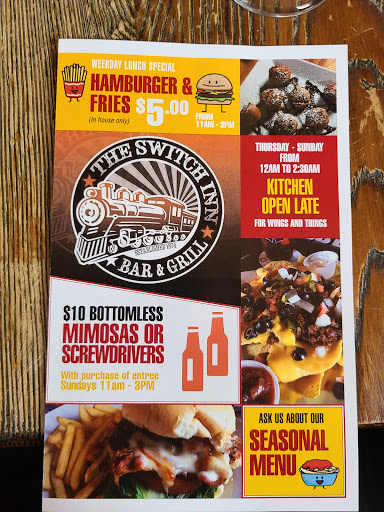 WEEKDAY LUNCH SPECIAL
HAMBURGER &
FRIES $5.00
(in house only)
FROM
11AM - 3PM
THE SWITCH INN
BAR & GRILL
THURSDAY - SUNDAY
FROM
12AM TO 2:30AM
KITCHEN
OPEN LATE
FOR WINGS AND THINGS
$10 BOTTOMLESS
MIMOSAS OR
SCREWDRIVERS
With purchase of entree
Sundays 11am - 3PM
ASK US ABOUT OUR
SEASONAL
MENU